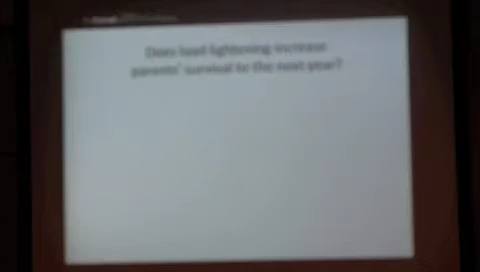 Does load lightening increase
parents' survival to the next year?